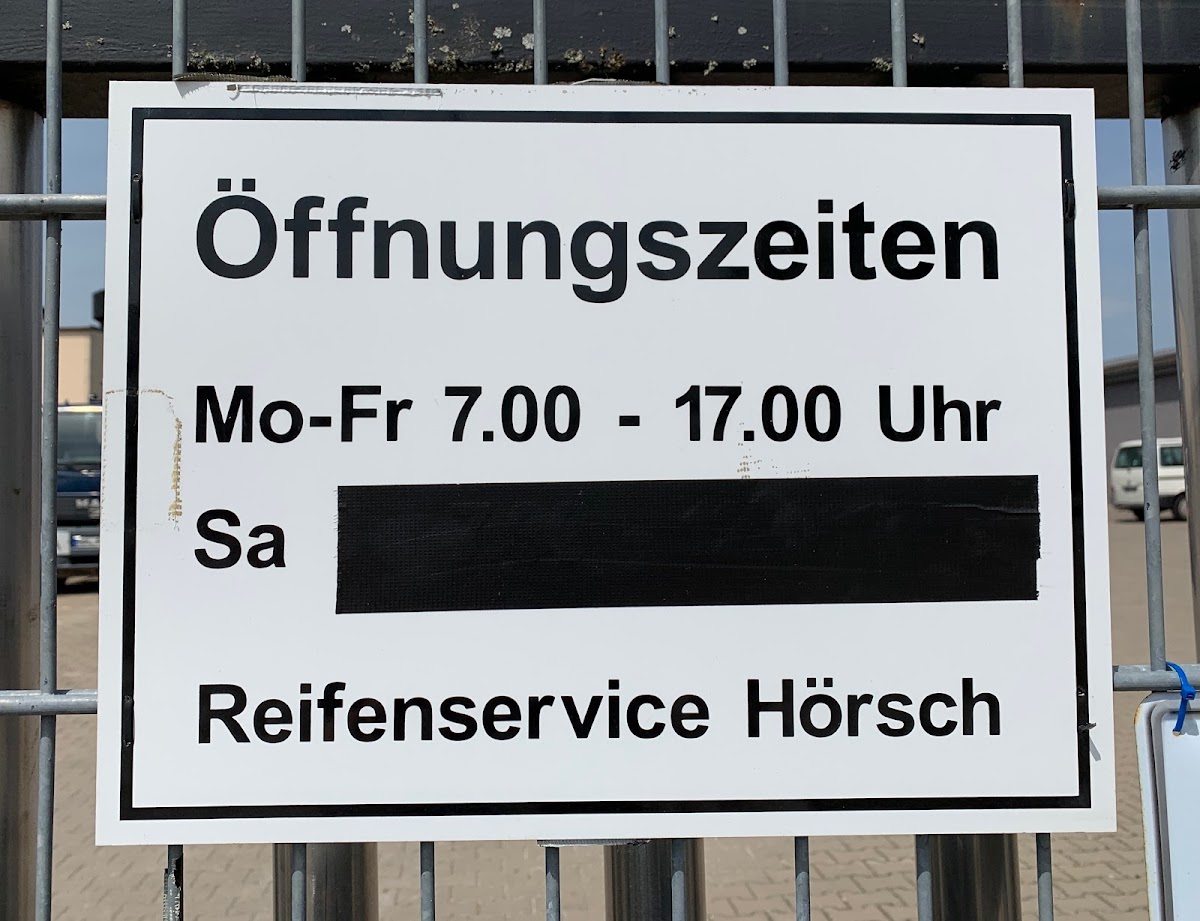 Öffnungszeiten
Mo-Fr 7.00 - 17.00 Uhr
Sa
Reifenservice Hörsch